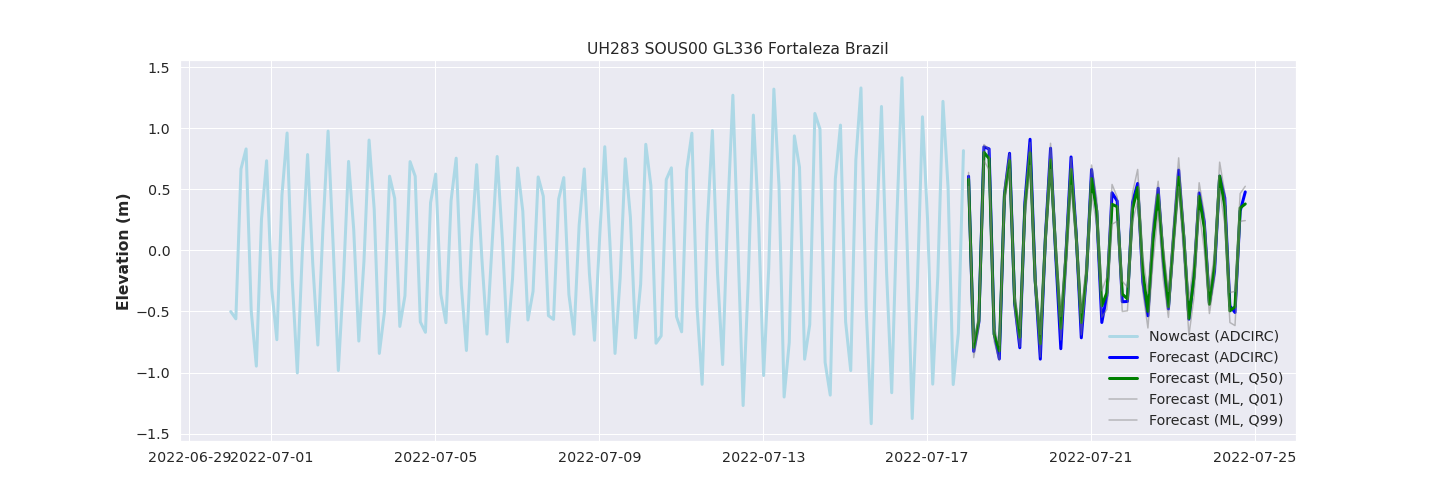 UH283 SOUS00 GL336 Fortaleza Brazil
1.5
1.0
0.5
0.0
−0.5
−1.0
−1.5
Elevation (m)
Nowcast (ADCIRC)
Forecast (ADCIRC)
Forecast (ML, Q50)
Forecast (ML, Q01)
Forecast (ML, Q99)
2022-06-29 2022-07-01 2022-07-05 2022-07-09 2022-07-13 2022-07-17 2022-07-21 2022-07-25